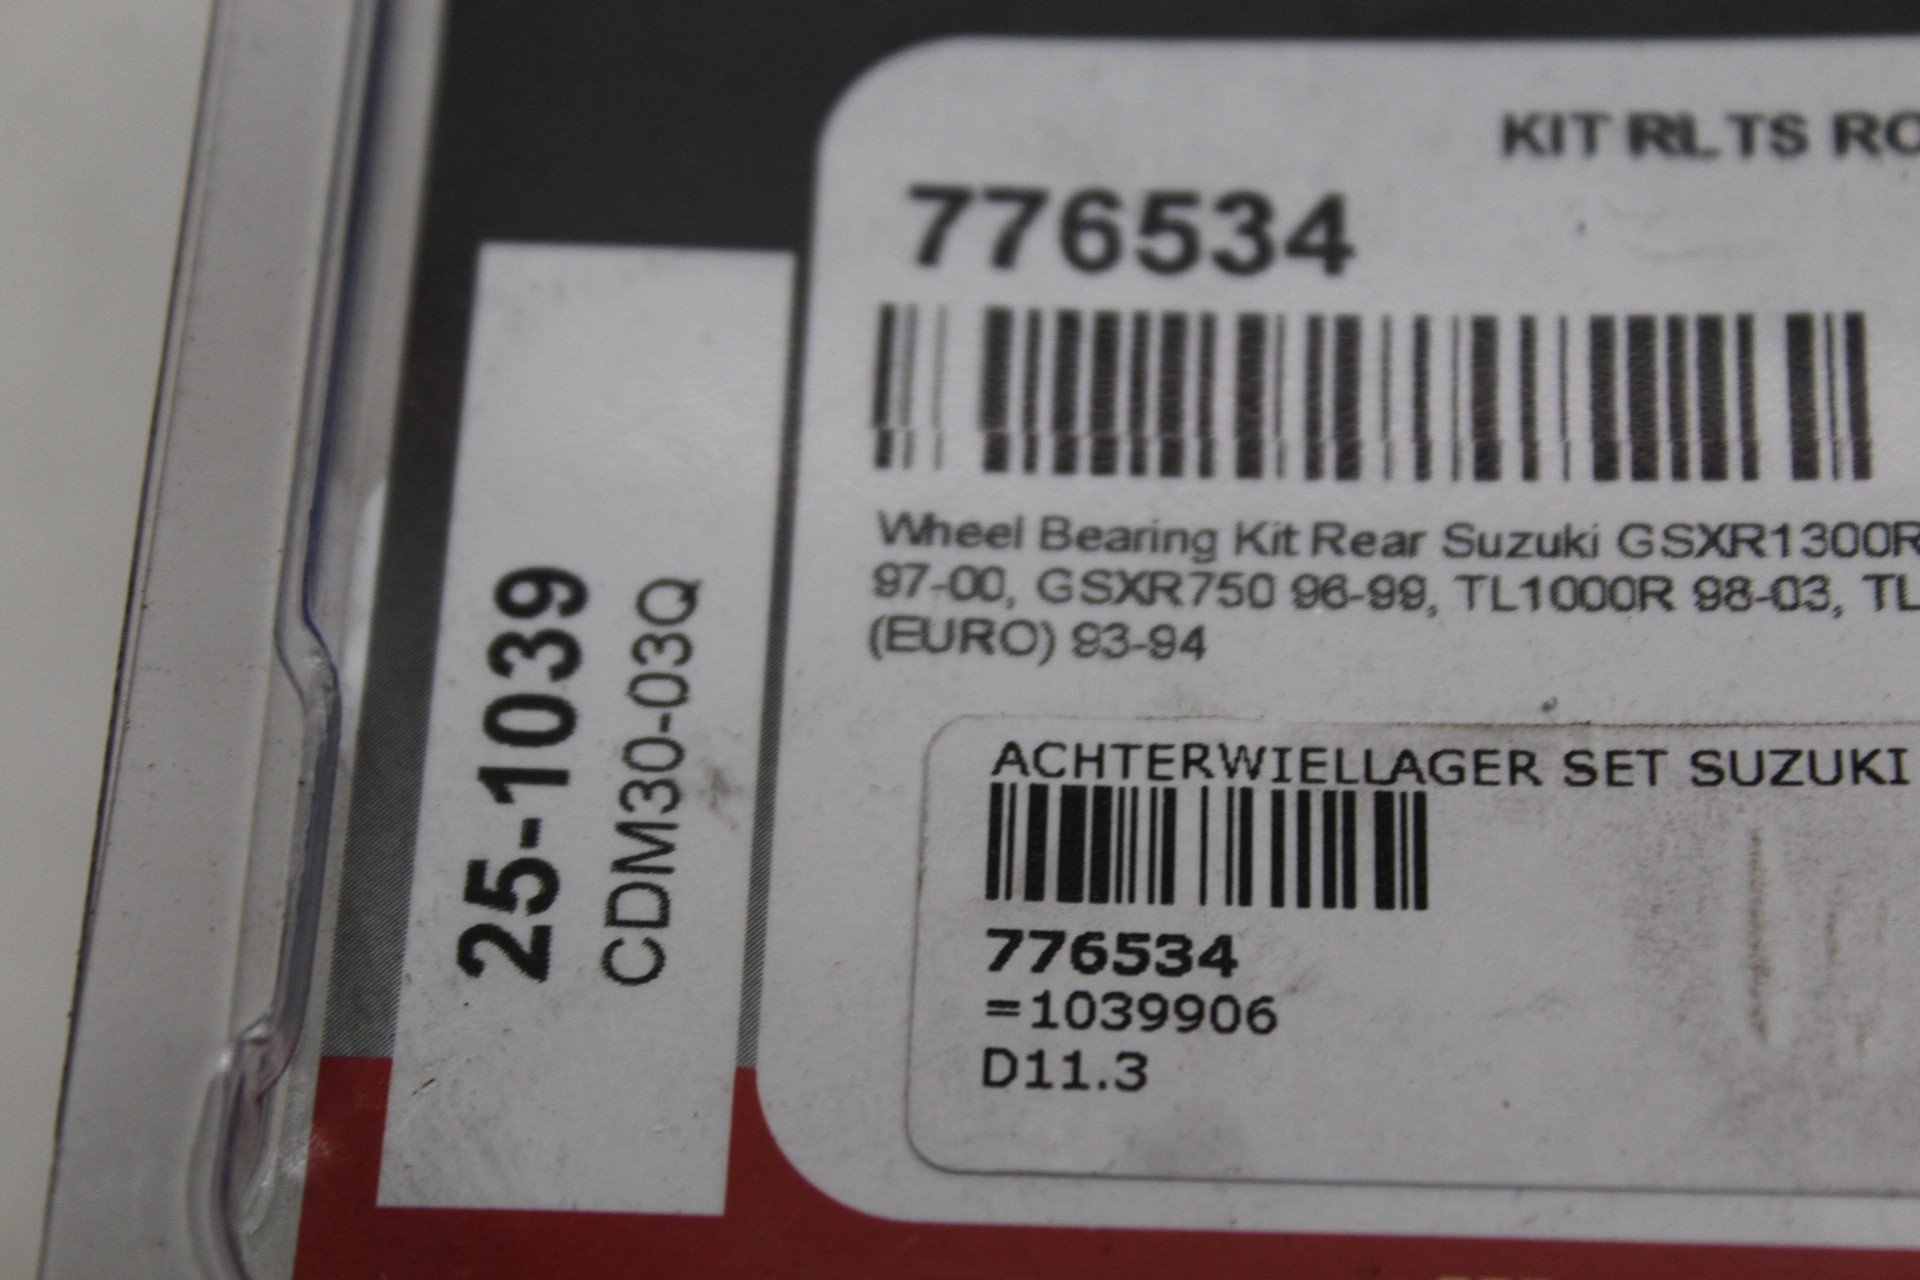 KIT RLTS RO
776534
Wheel Bearing Kit Rear Suzuki GSXR1300R
97-00, GSXR750 96-99, TL1000R 98-03, TL
(EURO) 93-94
ACHTERWIELLAGER SET SUZUKI
776534
=1039906
D11.3
25-1039
CDM30-03Q